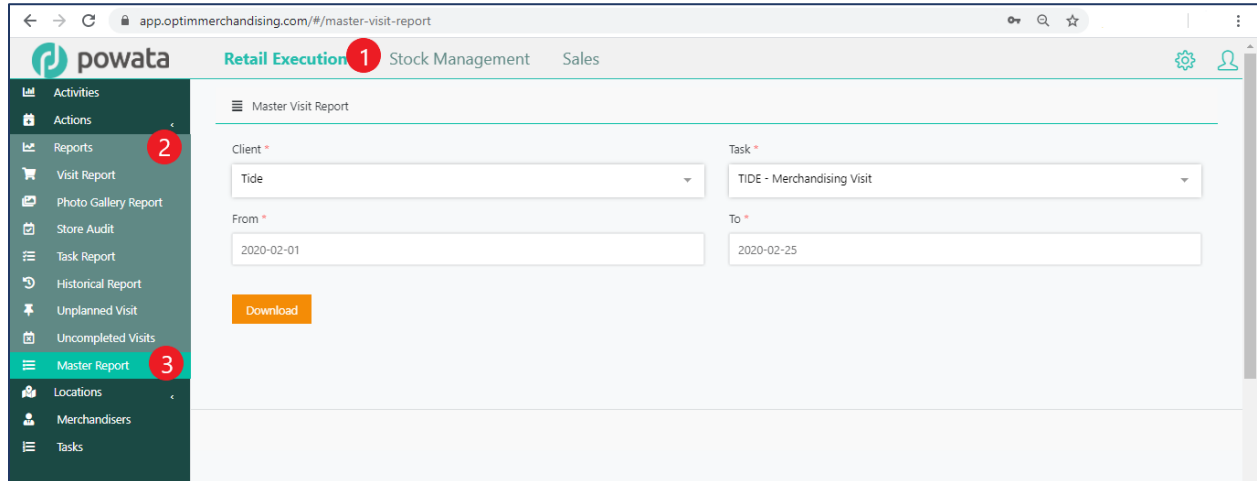 app.optimmerchandising.com/#/master-visit-report
powata
Retail Execution 1 Stock Management Sales
Activities
Actions
Reports 2
Visit Report
Photo Gallery Report
Store Audit
Task Report
Historical Report
Unplanned Visit
Uncompleted Visits
Master Report 3
Locations
Merchandisers
Tasks
Master Visit Report
Client * Task *
Tide TIDE - Merchandising Visit
From * To *
2020-02-01 2020-02-25
Download